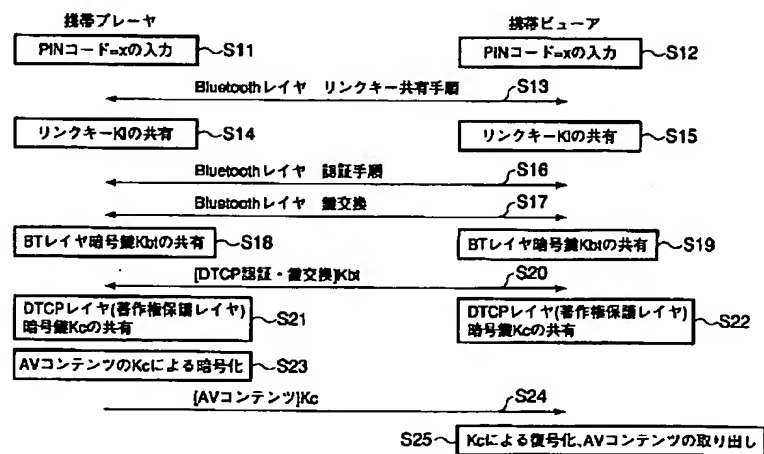 携帯プレーヤ
携帯ビューア
PINコード=xの入力 S11
PINコード=xの入力 S12
Bluetoothレイヤ リンクキー共有手順 S13
リンクキーKlの共有 S14
リンクキーKlの共有 S15
Bluetoothレイヤ 認証手順 S16
Bluetoothレイヤ 鍵交換 S17
BTレイヤ暗号鍵Kbtの共有 S18
BTレイヤ暗号鍵Kbtの共有 S19
[DTCP認証・鍵交換]Kbt S20
DTCPレイヤ(著作権保護レイヤ)
暗号鍵Kcの共有 S21
DTCPレイヤ(著作権保護レイヤ)
暗号鍵Kcの共有 S22
AVコンテンツのKcによる暗号化 S23
[AVコンテンツ]Kc S24
S25 Kcによる復号化、AVコンテンツの取り出し